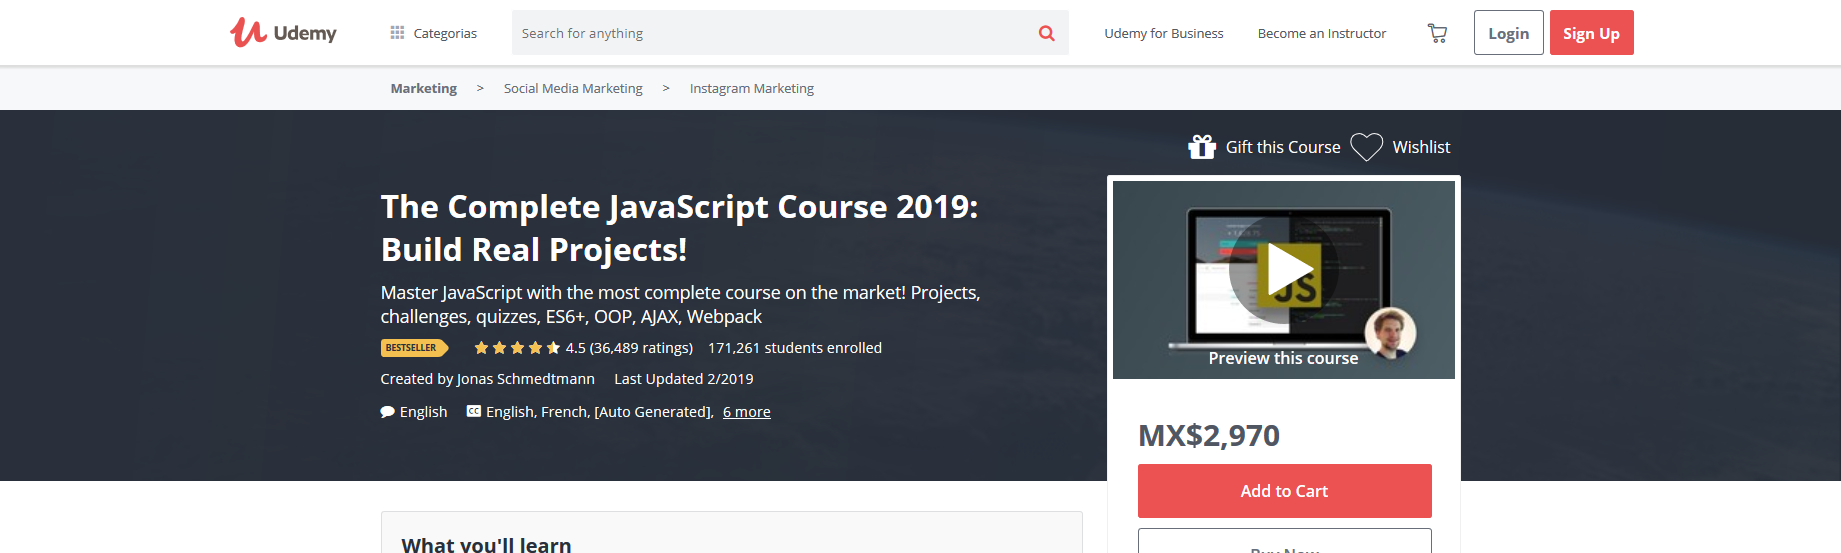 Udemy
Categorias
Search for anything
Udemy for Business
Become an Instructor
Login
Sign Up
Marketing > Social Media Marketing > Instagram Marketing
Gift this Course
Wishlist
The Complete JavaScript Course 2019:
Build Real Projects!
Master JavaScript with the most complete course on the market! Projects,
challenges, quizzes, ES6+, OOP, AJAX, Webpack
BESTSELLER 4.5 (36,489 ratings) 171,261 students enrolled
Created by Jonas Schmedtmann Last Updated 2/2019
English CC English, French, [Auto Generated], 6 more
JS
Preview this course
MX$2,970
Add to Cart
Buy Now
What you'll learn